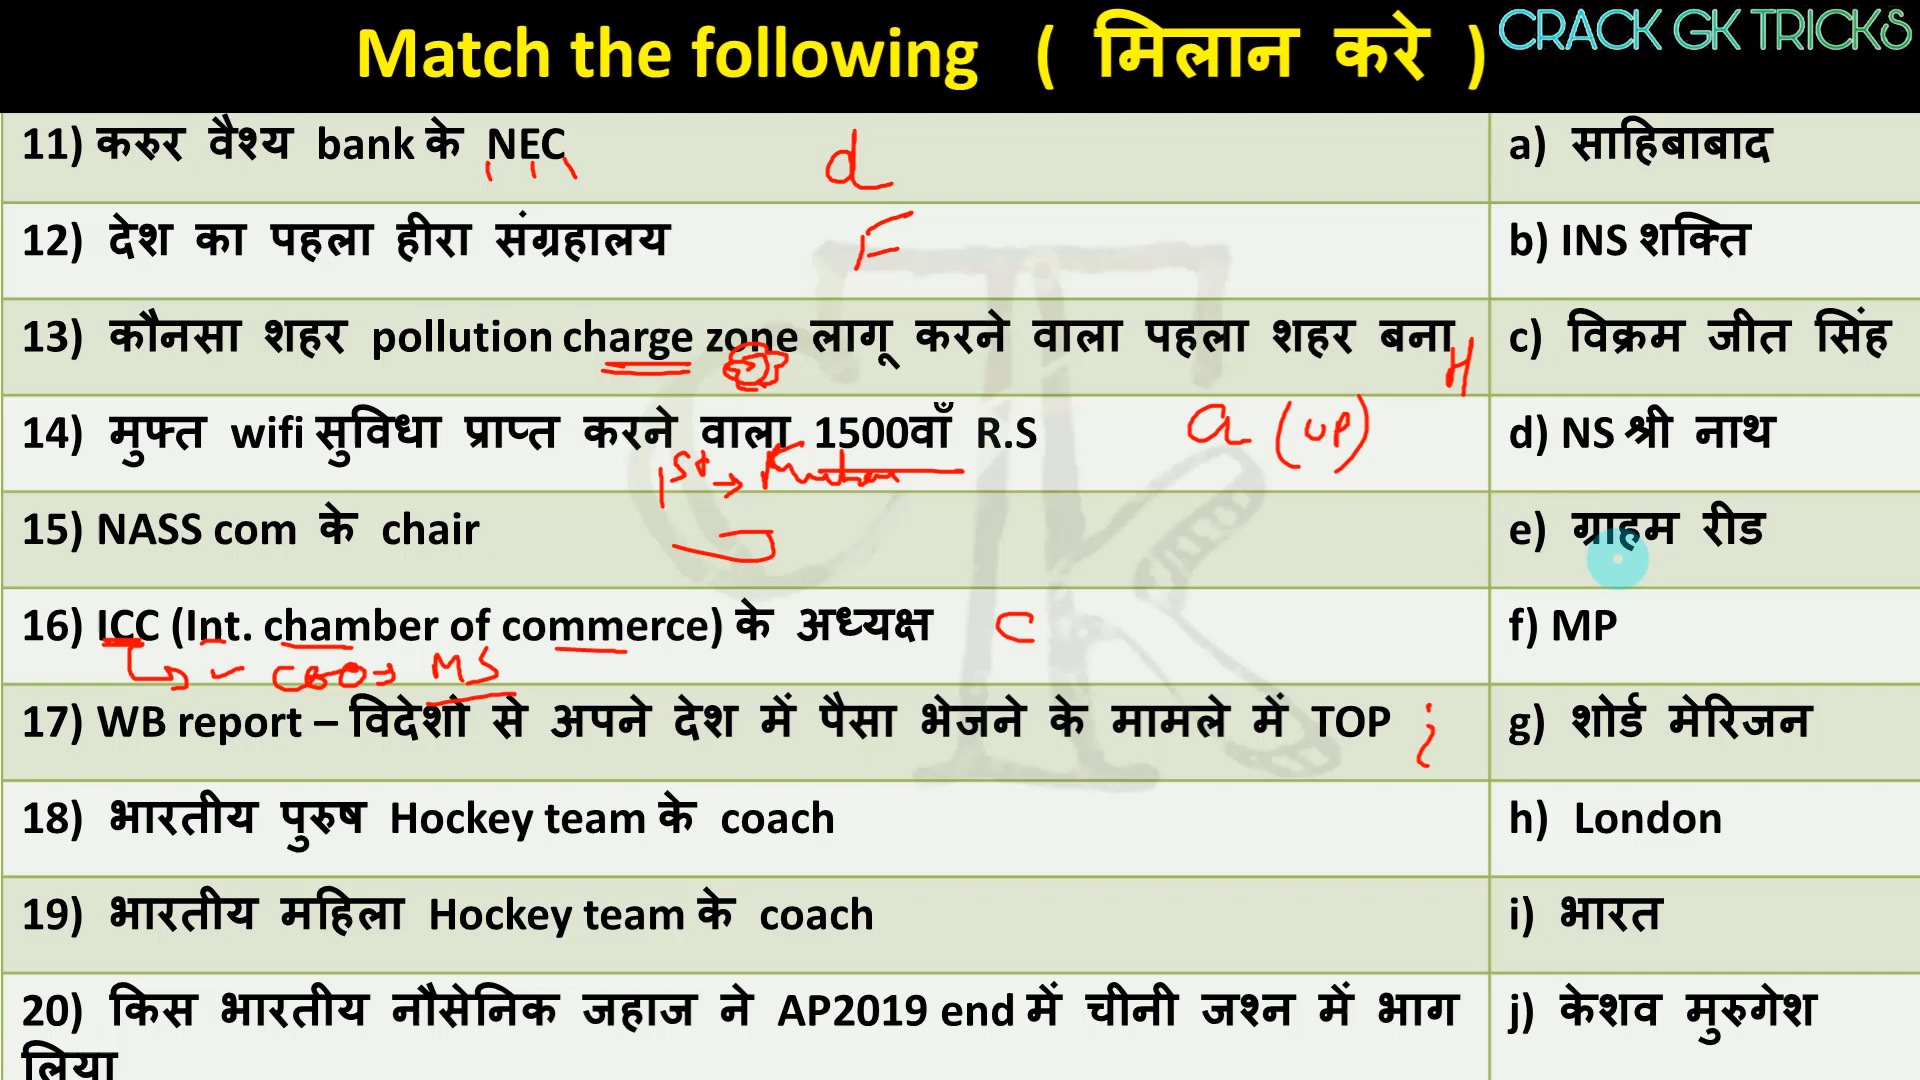 Match the following ( मिलान करे )
CRACK GK TRICKS
11) करुर वैश्य bank के NEC
d
a) साहिबाबाद
12) देश का पहला हीरा संग्रहालय
F
b) INS शक्ति
13) कौनसा शहर pollution charge zone लागू करने वाला पहला शहर बना
H
c) विक्रम जीत सिंह
14) मुफ्त wifi सुविधा प्राप्त करने वाला 1500वाँ R.S
a (UP)
1st →
d) NS श्री नाथ
15) NASS com के chair
J
e) ग्राहम रीड
16) ICC (Int. chamber of commerce) के अध्यक्ष
C
MS
f) MP
17) WB report – विदेशो से अपने देश में पैसा भेजने के मामले में TOP
i
g) शोर्ड मेरिजन
18) भारतीय पुरुष Hockey team के coach
h) London
19) भारतीय महिला Hockey team के coach
i) भारत
20) किस भारतीय नौसेनिक जहाज ने AP2019 end में चीनी जश्न में भाग
लिया
j) केशव मुरुगेश